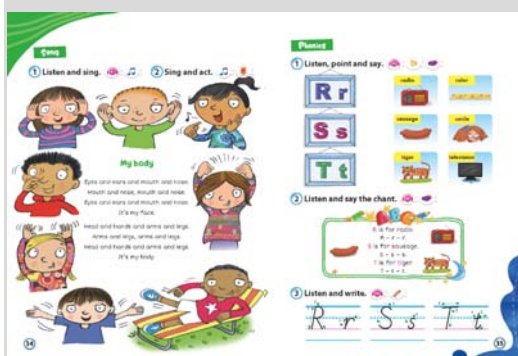 Song
1 Listen and sing.
2 Sing and act.
My body
Eyes and ears and mouth and nose.
Mouth and nose, mouth and nose.
Eyes and ears and mouth and nose.
It's my face.
Head and hands and arms and legs.
Arms and legs, arms and legs.
Head and hands and arms and legs.
It's my body.
34
Phonics
1 Listen, point and say.
R r
radio
ruler
S s
sausage
T t
tiger
television
2 Listen and say the chant.
R is for radio.
R - r - r.
S is for sausage.
S - s - s.
T is for tiger.
T - t - t.
3 Listen and write.
R r S s T t
35